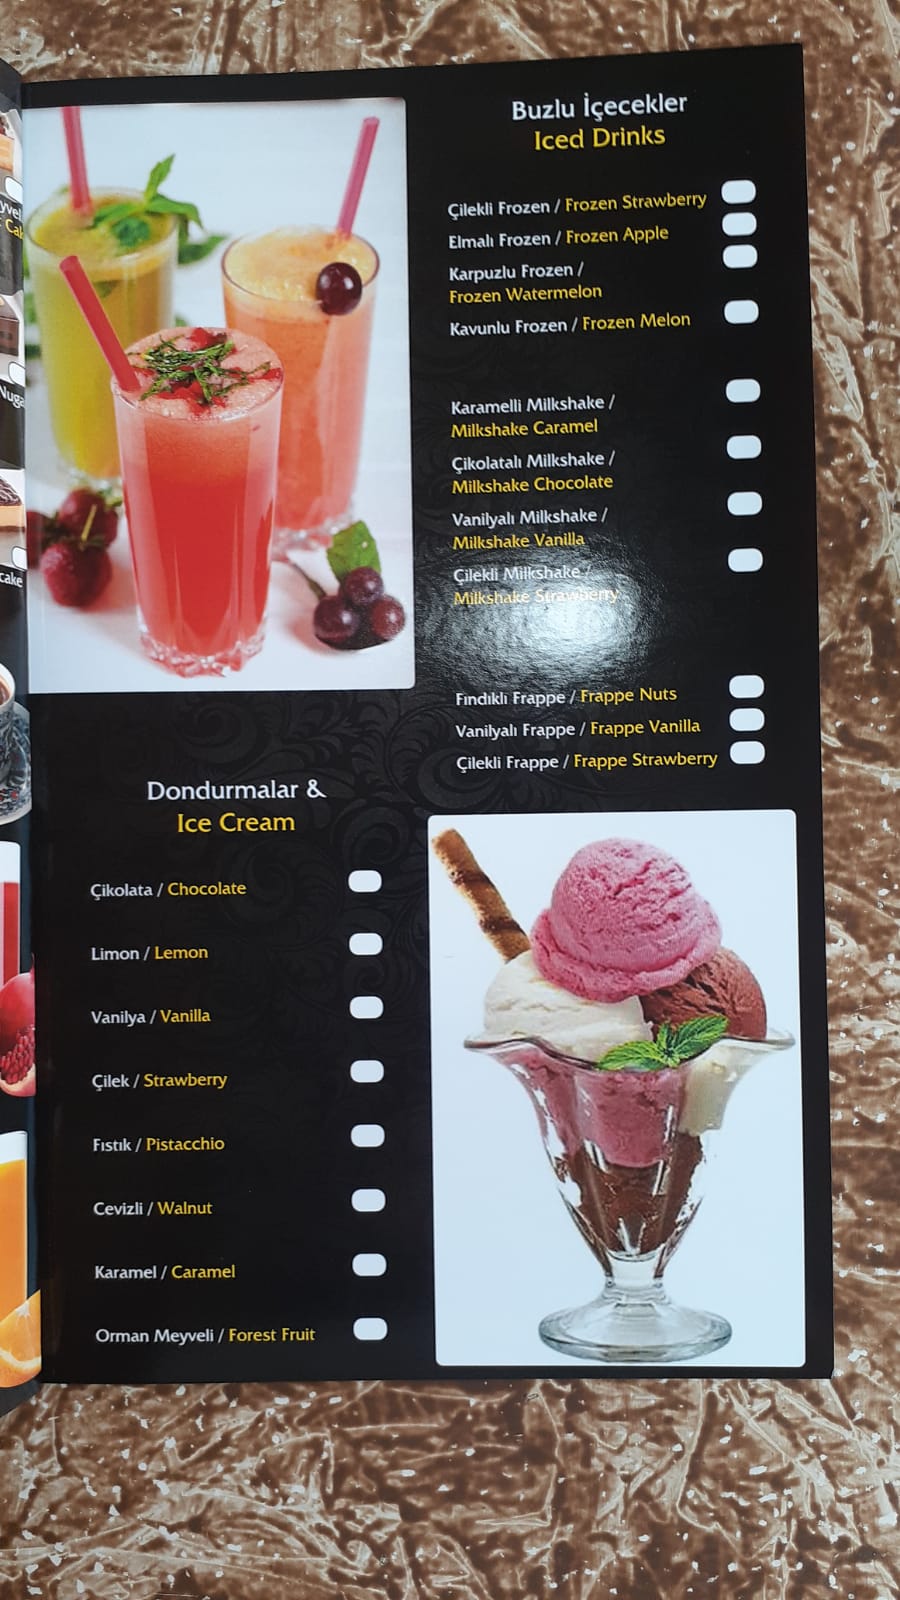 Buzlu İçecekler
Iced Drinks
Çilekli Frozen / Frozen Strawberry
Elmalı Frozen / Frozen Apple
Karpuzlu Frozen /
Frozen Watermelon
Kavunlu Frozen / Frozen Melon
Karamelli Milkshake /
Milkshake Caramel
Çikolatalı Milkshake /
Milkshake Chocolate
Vanilyalı Milkshake /
Milkshake Vanilla
Çilekli Milkshake /
Milkshake Strawberry
Fındıklı Frappe / Frappe Nuts
Vanilyalı Frappe / Frappe Vanilla
Çilekli Frappe / Frappe Strawberry
Dondurmalar &
Ice Cream
Çikolata / Chocolate
Limon / Lemon
Vanilya / Vanilla
Çilek / Strawberry
Fıstık / Pistacchio
Cevizli / Walnut
Karamel / Caramel
Orman Meyveli / Forest Fruit